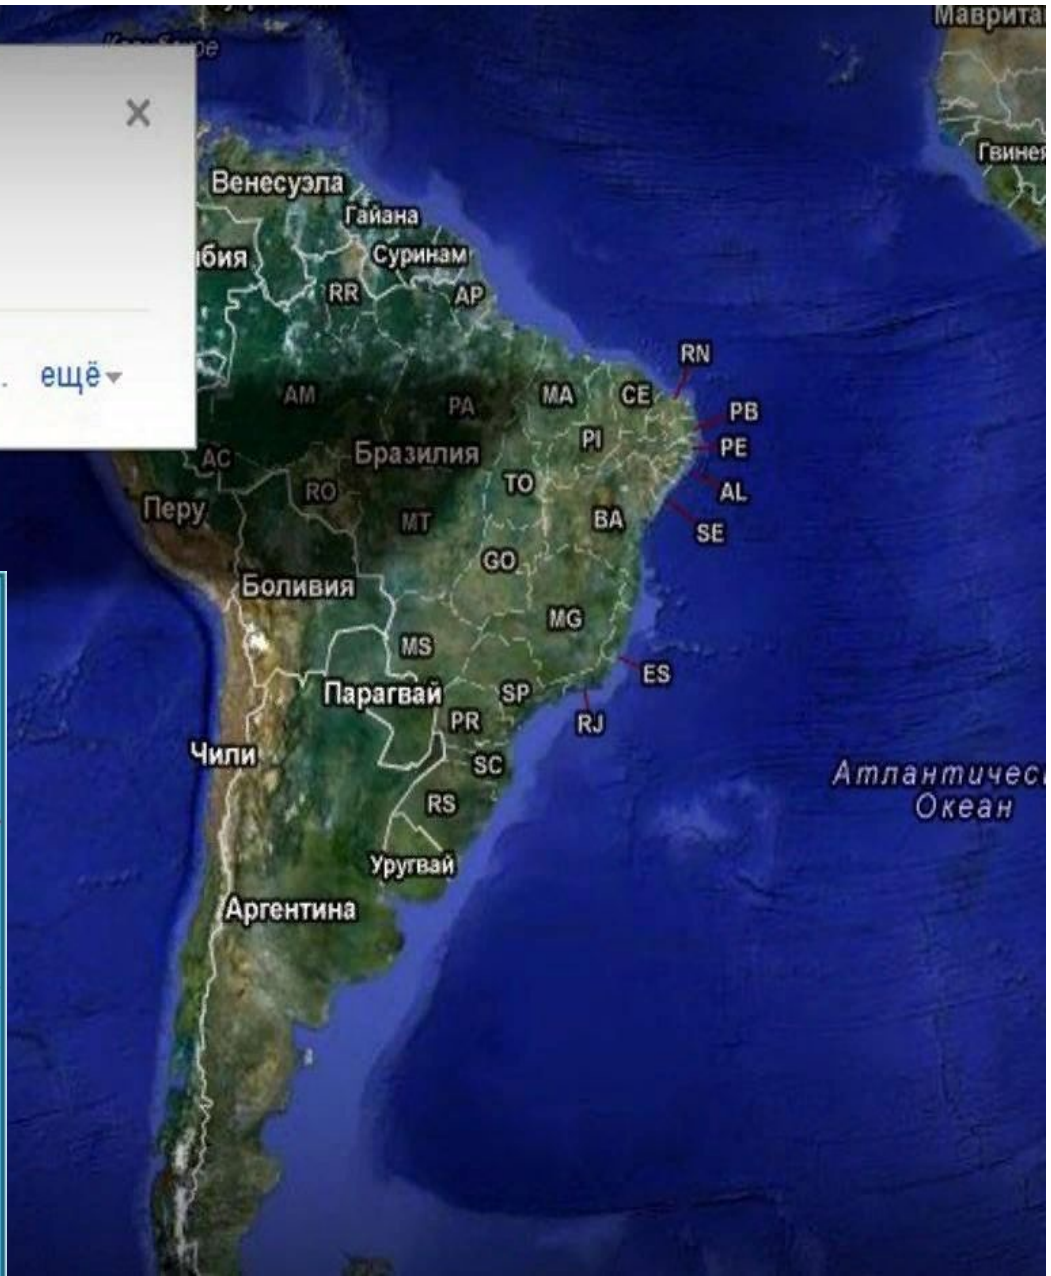 Маврита
×
Венесуэла
Гвинея
Гайана
бия
Суринам
RR
AP
RN
. ещё
AM
PA
MA
CE
PB
PI
PE
AC
Бразилия
RO
TO
AL
Перу
MT
BA
SE
GO
Боливия
MG
MS
ES
Парагвай
SP
PR
RJ
Чили
SC
Атлантичес
Океан
RS
Уругвай
Аргентина